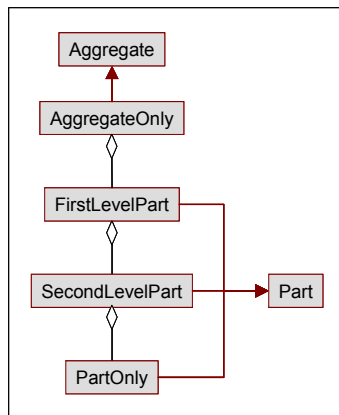 Aggregate
AggregateOnly
FirstLevelPart
SecondLevelPart
Part
PartOnly